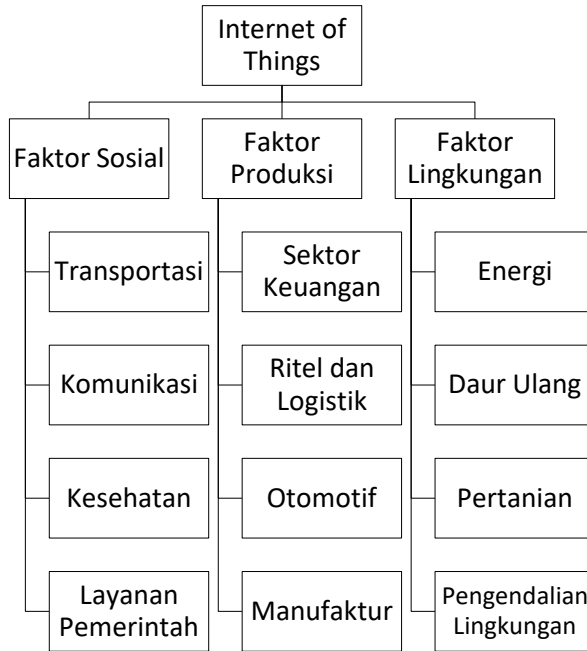 Internet of
Things
Faktor Sosial
Transportasi
Komunikasi
Kesehatan
Layanan
Pemerintah
Faktor
Produksi
Sektor
Keuangan
Ritel dan
Logistik
Otomotif
Manufaktur
Faktor
Lingkungan
Energi
Daur Ulang
Pertanian
Pengendalian
Lingkungan